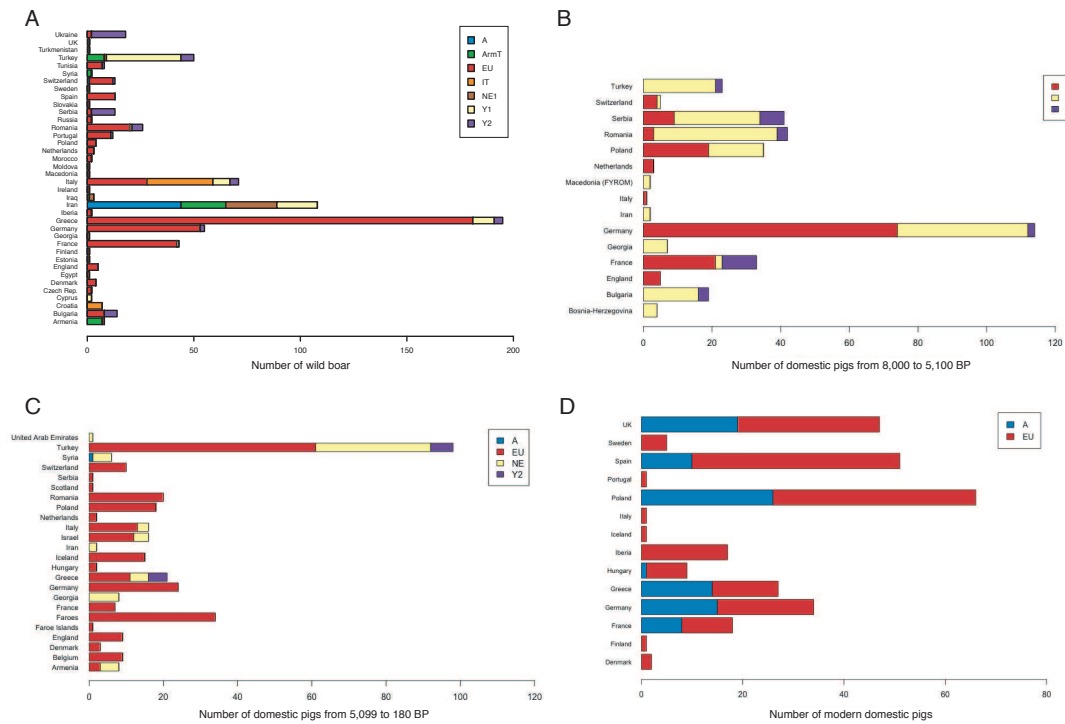 A
Ukraine
UK
Turkmenistan
Turkey
Tunisia
Syria
Switzerland
Sweden
Spain
Slovakia
Serbia
Russia
Romania
Portugal
Poland
Netherlands
Morocco
Moldova
Macedonia
Italy
Ireland
Iraq
Iran
Iberia
Greece
Germany
Georgia
France
Finland
Estonia
England
Egypt
Denmark
Czech Rep.
Cyprus
Croatia
Bulgaria
Armenia
A
ArmT
EU
IT
NE1
Y1
Y2
0 50 100 150 200
Number of wild boar
B
Turkey
Switzerland
Serbia
Romania
Poland
Netherlands
Macedonia (FYROM)
Italy
Iran
Germany
Georgia
France
England
Bulgaria
Bosnia-Herzegovina
0 20 40 60 80 100 120
Number of domestic pigs from 8,000 to 5,100 BP
C
United Arab Emirates
Turkey
Syria
Switzerland
Serbia
Scotland
Romania
Poland
Netherlands
Italy
Israel
Iran
Iceland
Hungary
Greece
Germany
Georgia
France
Faroes
Faroe Islands
England
Denmark
Belgium
Armenia
A
EU
NE
Y2
0 20 40 60 80 100 120
Number of domestic pigs from 5,099 to 180 BP
D
UK
Sweden
Spain
Portugal
Poland
Italy
Iceland
Iberia
Hungary
Greece
Germany
France
Finland
Denmark
A
EU
0 20 40 60 80
Number of modern domestic pigs